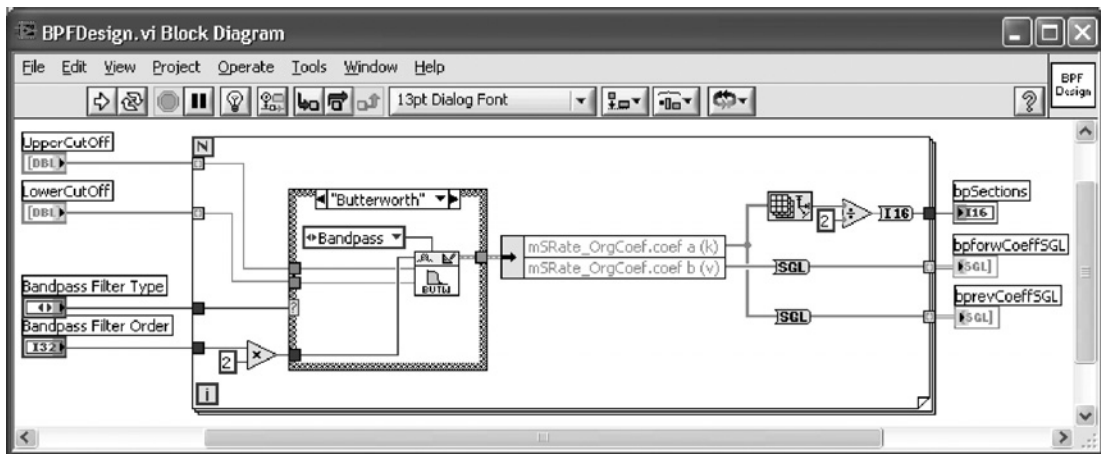 BPFDesign.vi Block Diagram
File Edit View Project Operate Tools Window Help
13pt Dialog Font
BPF
Design
UpperCutOff
[DBL]
LowerCutOff
[DBL]
Bandpass Filter Type
Bandpass Filter Order
I32
2
N
i
"Butterworth"
Bandpass
BUTW
?
mSRate_OrgCoef.coef a (k)
mSRate_OrgCoef.coef b (v)
2
I16
SGL)
SGL)
bpSections
I16
bpforwCoeffSGL
[SGL]
bprevCoeffSGL
[SGL]